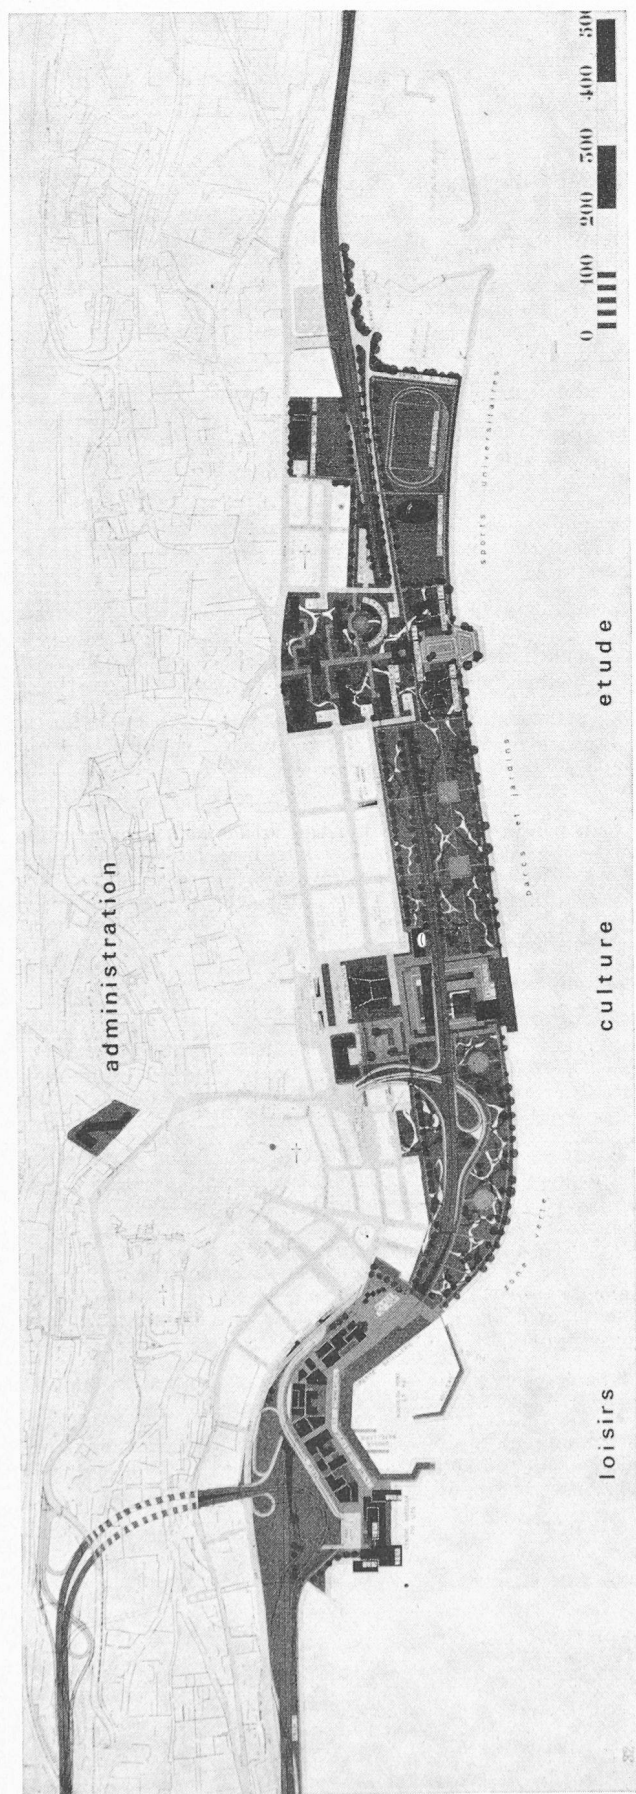 0 100 200 300 400 500
sports universitaires
etude
parcs et jardins
administration
culture
zone verte
loisirs